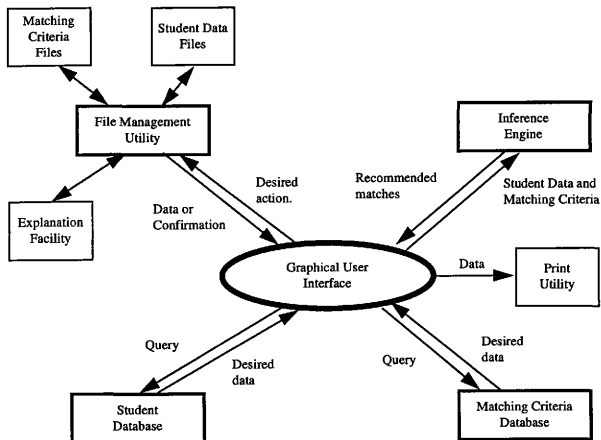 Matching
Criteria
Files
Student Data
Files
File Management
Utility
Inference
Engine
Explanation
Facility
Desired
action.
Data or
Confirmation
Recommended
matches
Student Data and
Matching Criteria
Graphical User
Interface
Data
Print
Utility
Query
Desired
data
Query
Desired
data
Student
Database
Matching Criteria
Database